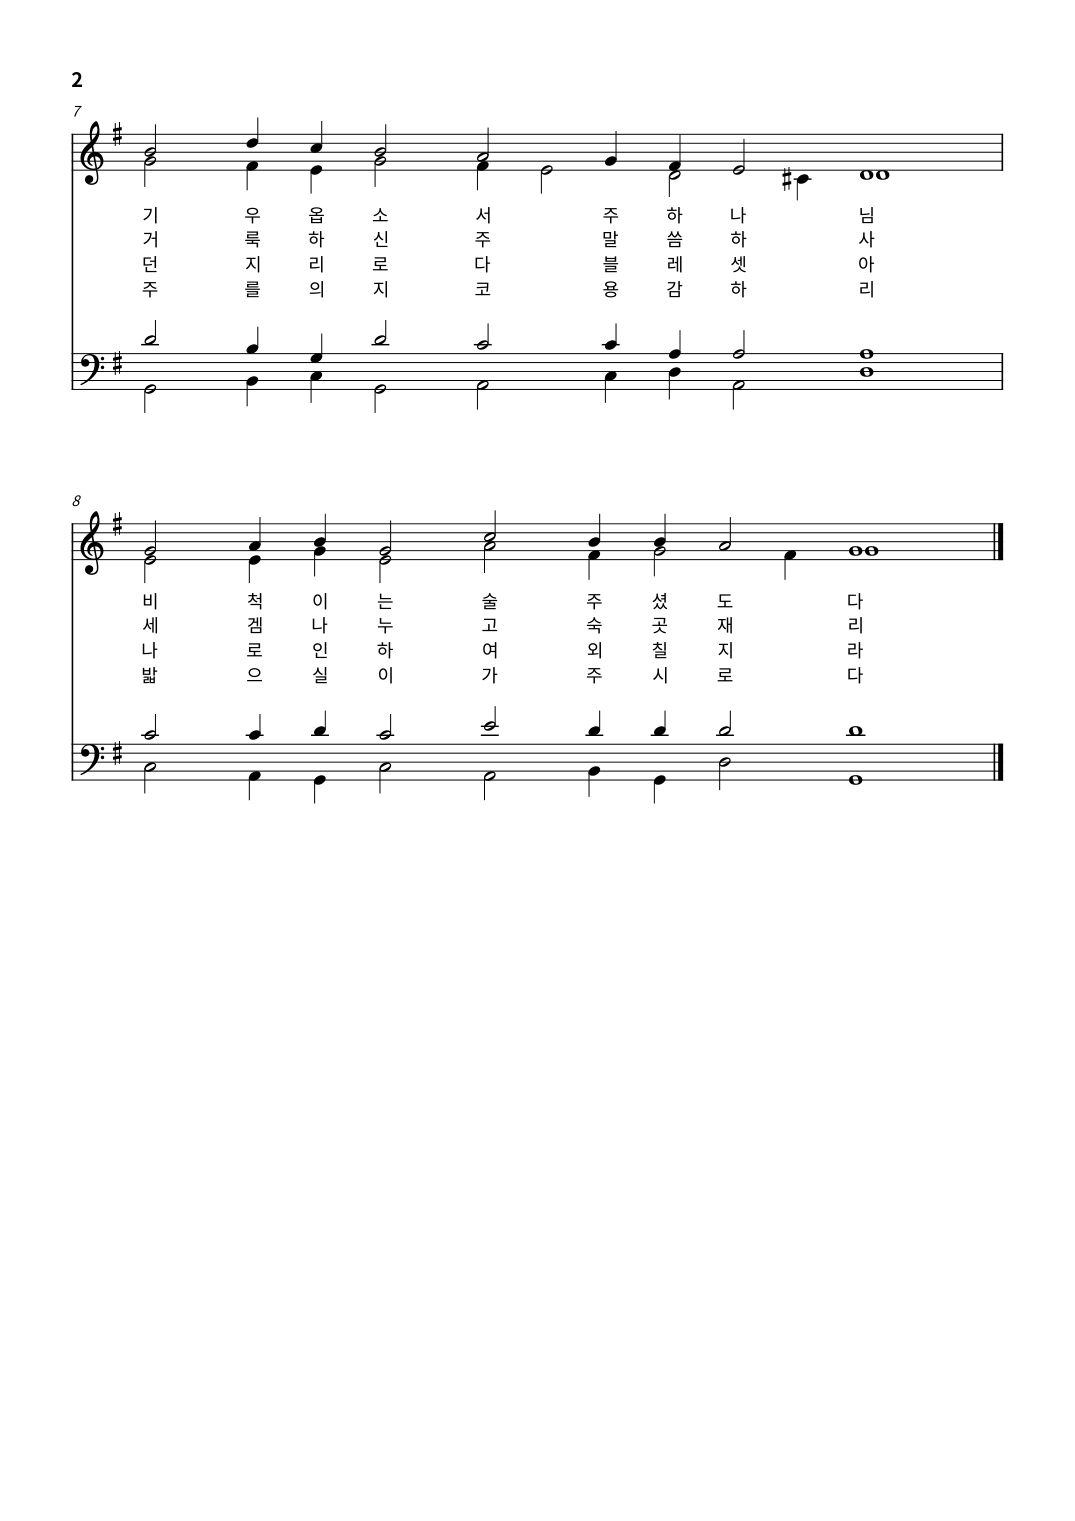 2
7
기 우 옵 소 서 주 하 나 님
거 룩 하 신 주 말 씀 하 사
던 지 리 로 다 블 레 셋 아
주 를 의 지 코 용 감 하 리
8
비 척 이 는 술 주 셨 도 다
세 겜 나 누 고 숙 곳 재 리
나 로 인 하 여 외 칠 지 라
밟 으 실 이 가 주 시 로 다